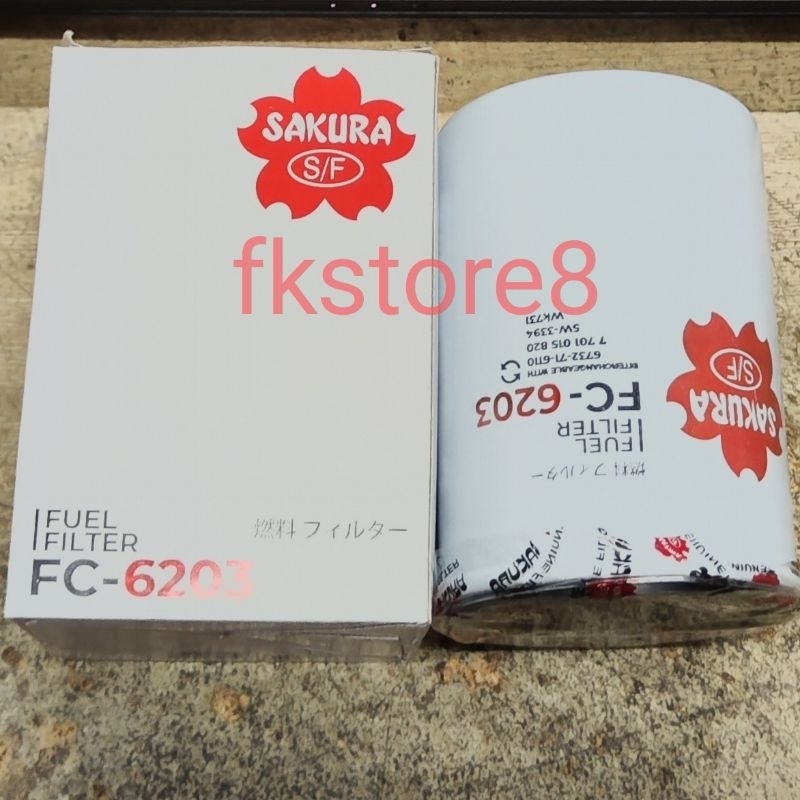 SAKURA
S/F
fkstore8
FUEL
FILTER
燃料 フィルター
FC-6203
燃料 フィルター
FUEL
FILTER
FC-6203
INTERCHANGEABLE WITH
6732-71-6110
7 701 015 820
5W-3394
WK731
SAKURA
S/F